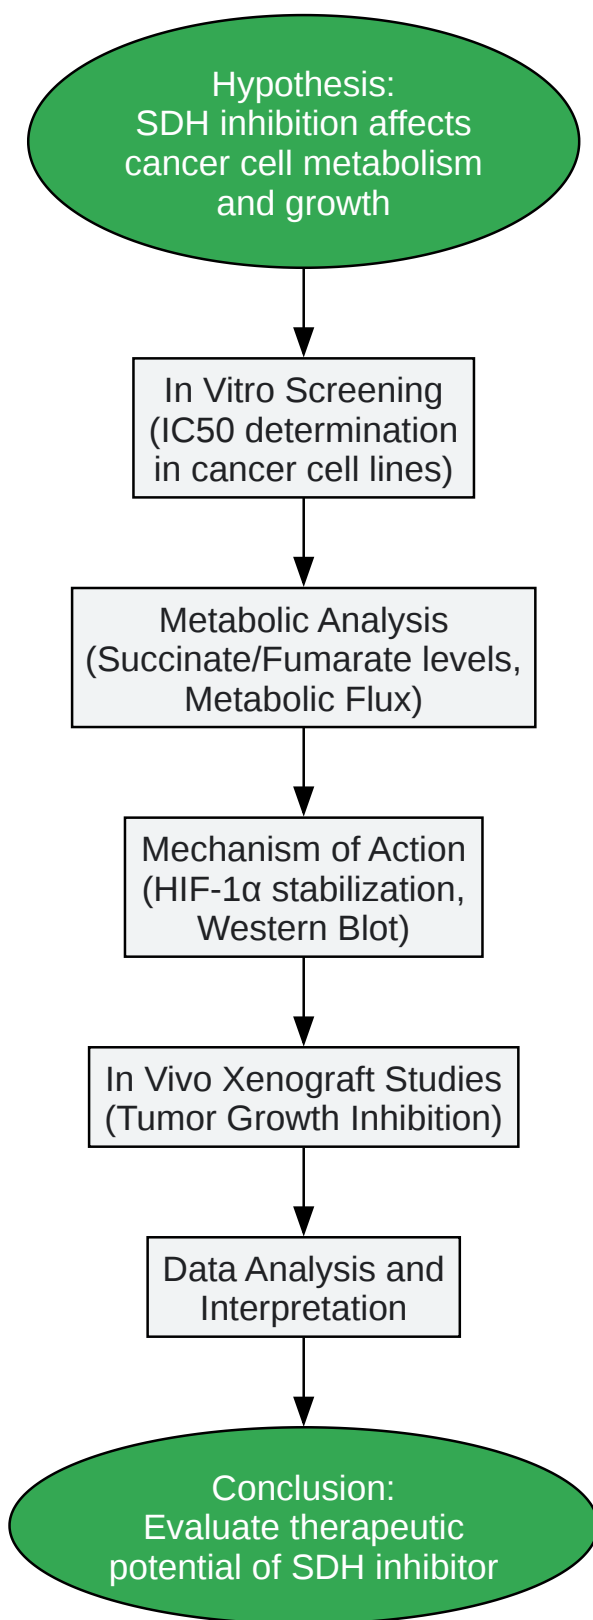 Hypothesis:
SDH inhibition affects
cancer cell metabolism
and growth
In Vitro Screening
(IC50 determination
in cancer cell lines)
Metabolic Analysis
(Succinate/Fumarate levels,
Metabolic Flux)
Mechanism of Action
(HIF-1α stabilization,
Western Blot)
In Vivo Xenograft Studies
(Tumor Growth Inhibition)
Data Analysis and
Interpretation
Conclusion:
Evaluate therapeutic
potential of SDH inhibitor